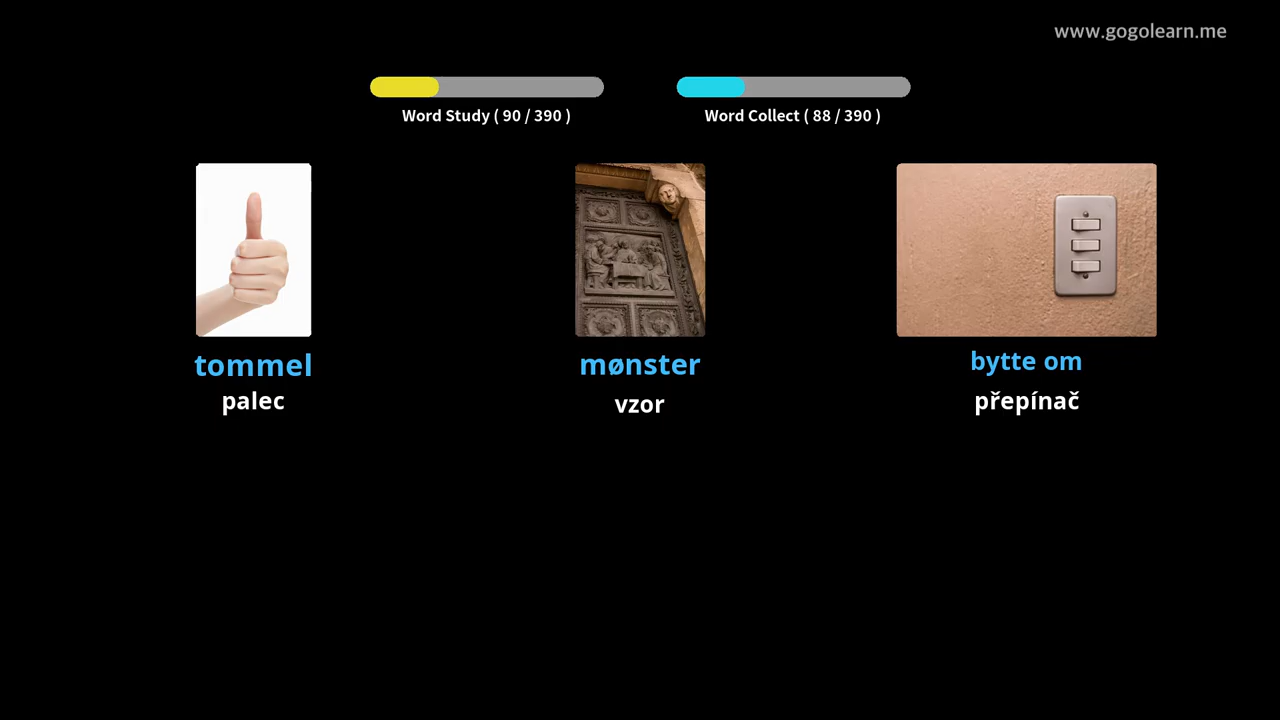 www.gogolearn.me
Word Study ( 90 / 390 )
Word Collect ( 88 / 390 )
tommel
palec
mønster
vzor
bytte om
přepínač